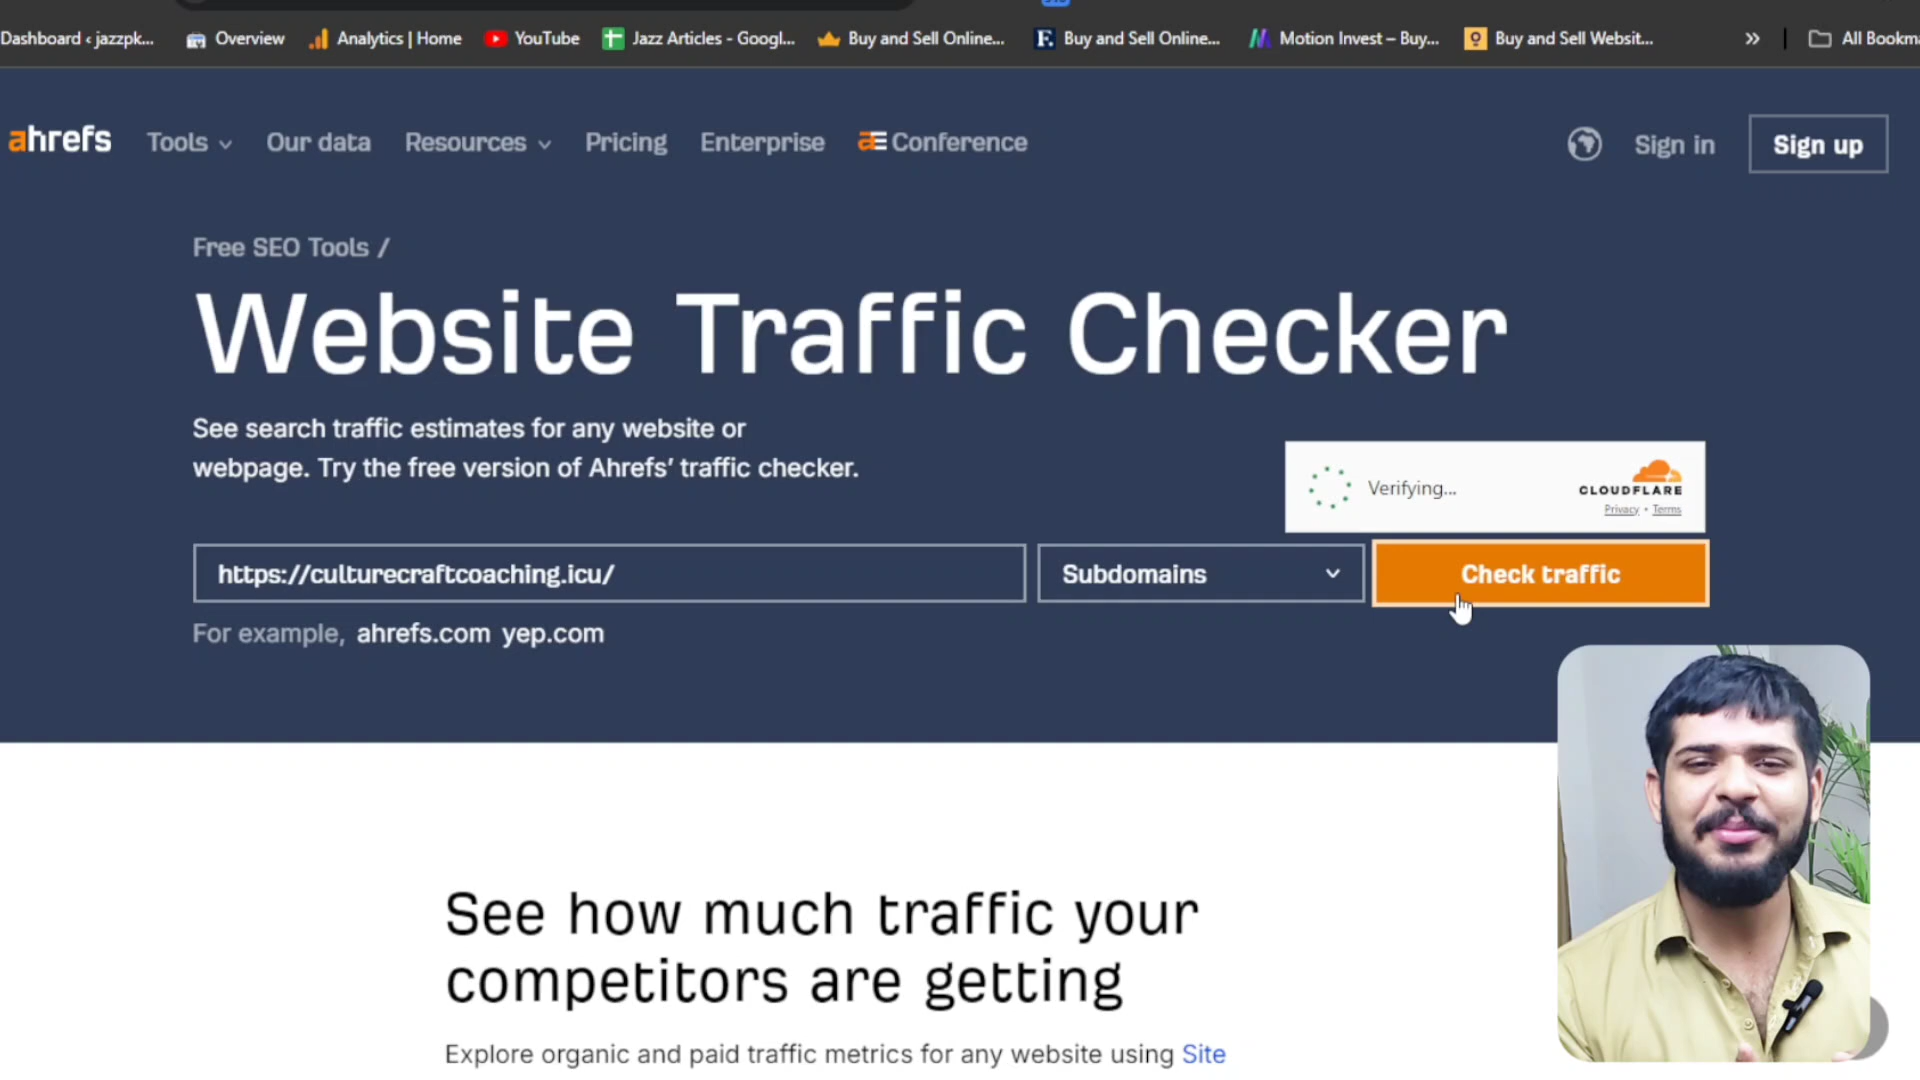 Dashboard ‹ jazzpk... Overview Analytics | Home YouTube Jazz Articles - Googl... Buy and Sell Online... Buy and Sell Online... Motion Invest – Buy... Buy and Sell Websit... » All Bookma
ahrefs Tools Our data Resources Pricing Enterprise Conference Sign in Sign up
Free SEO Tools /
Website Traffic Checker
See search traffic estimates for any website or
webpage. Try the free version of Ahrefs’ traffic checker.
Verifying...
CLOUDFLARE
Privacy • Terms
https://culturecraftcoaching.icu/ Subdomains Check traffic
For example, ahrefs.com yep.com
See how much traffic your
competitors are getting
Explore organic and paid traffic metrics for any website using Site